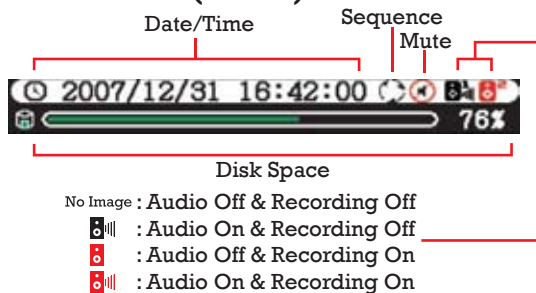 Date/Time
Sequence
Mute
2007/12/31 16:42:00
76%
Disk Space
No Image : Audio Off & Recording Off
: Audio On & Recording Off
: Audio Off & Recording On
: Audio On & Recording On